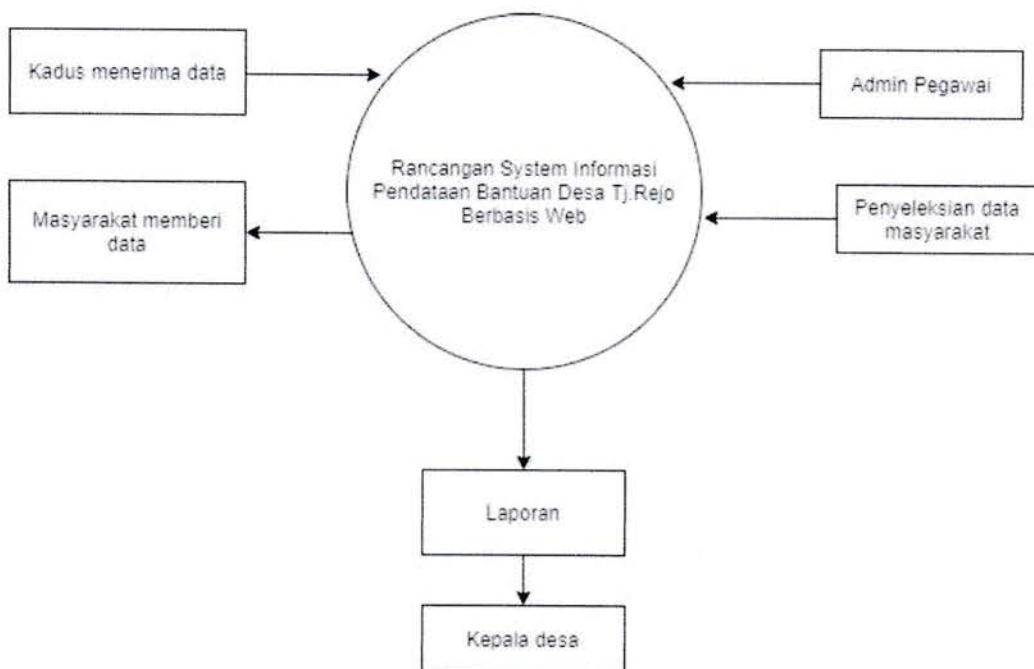 Kadus menerima data
Admin Pegawai
Rancangan System Informasi
Pendataan Bantuan Desa Tj.Rejo
Berbasis Web
Masyarakat memberi
data
Penyeleksian data
masyarakat
Laporan
Kepala desa